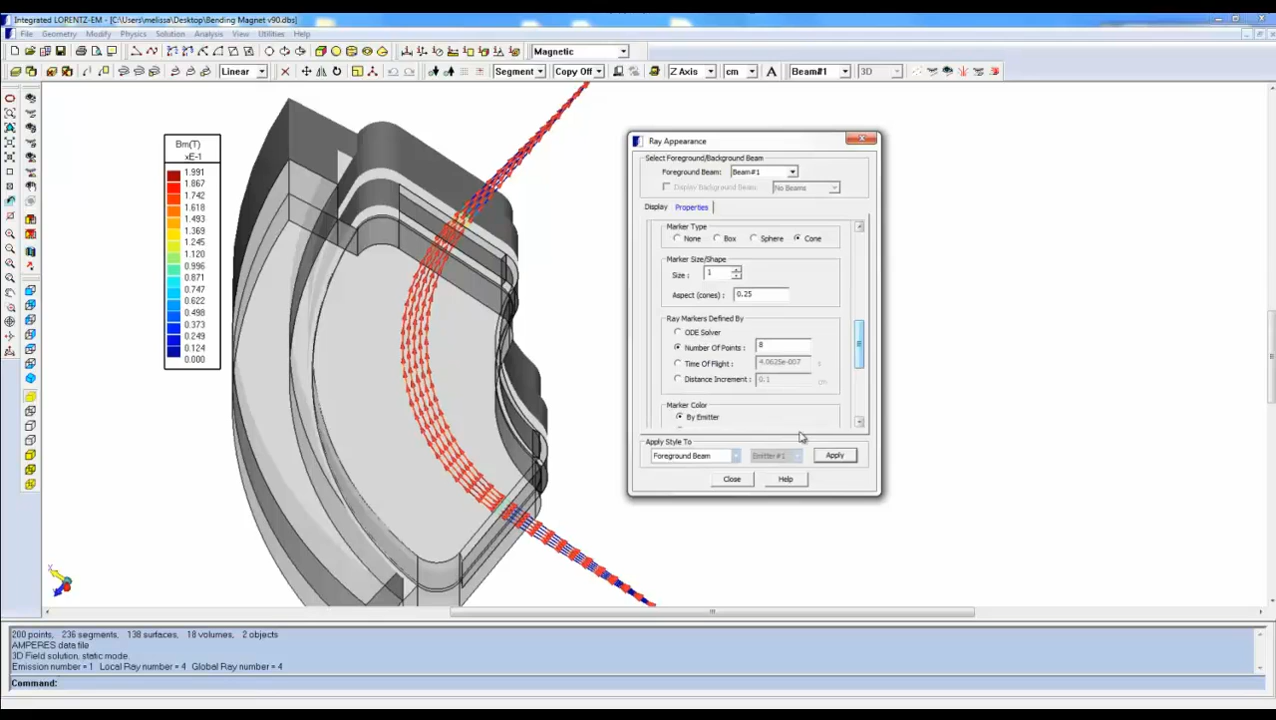 Integrated LORENTZ-EM - [C:\Users\melissa\Desktop\Bending Magnet v90.dbs]
File Geometry Modify Physics Solution Analysis View Utilities Help
Magnetic
Linear Segment Copy Off Z Axis cm A Beam#1 3D
Bm(T)
xE-1
1.991
1.867
1.742
1.618
1.493
1.369
1.245
1.120
0.996
0.871
0.747
0.622
0.498
0.373
0.249
0.124
0.000
Ray Appearance
Select Foreground/Background Beam
Foreground Beam: Beam#1
Display Background Beam: No Beams
Display Properties
Marker Type
None Box Sphere Cone
Marker Size/Shape
Size : 1
Aspect (cones) : 0.25
Ray Markers Defined By
ODE Solver
Number Of Points : 8
Time Of Flight : 4.0625e-007 s
Distance Increment : 0.1 cm
Marker Color
By Emitter
Apply Style To
Foreground Beam Emitter#1 Apply
Close Help
X
Y
200 points, 236 segments, 138 surfaces, 18 volumes, 2 objects
AMPERES data file
3D Field solution, static mode.
Emission number = 1 Local Ray number = 4 Global Ray number = 4
Command: